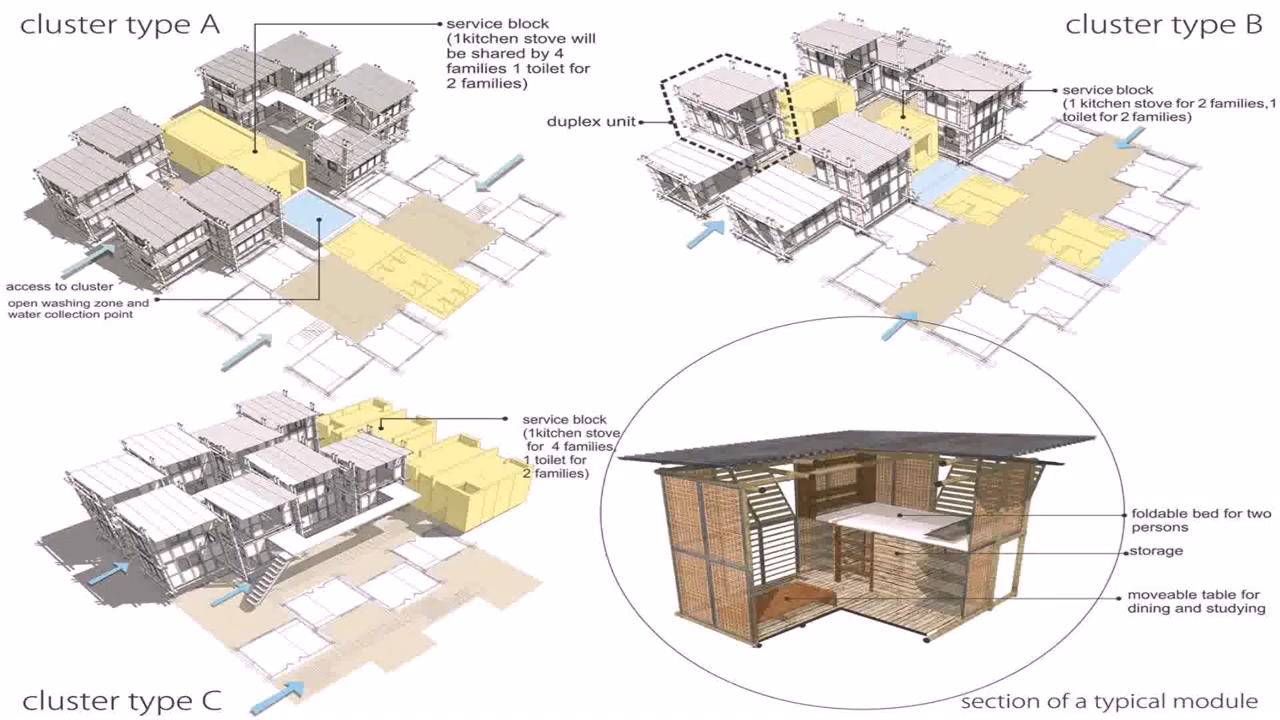 cluster type A
service block
(1kitchen stove will
be shared by 4
families 1 toilet for
2 families)
access to cluster
open washing zone and
water collection point
cluster type B
duplex unit
service block
(1 kitchen stove for 2 families,1
toilet for 2 families)
service block
(1kitchen stove
for 4 families,
1 toilet for
2 families)
cluster type C
foldable bed for two
persons
storage
moveable table for
dining and studying
section of a typical module